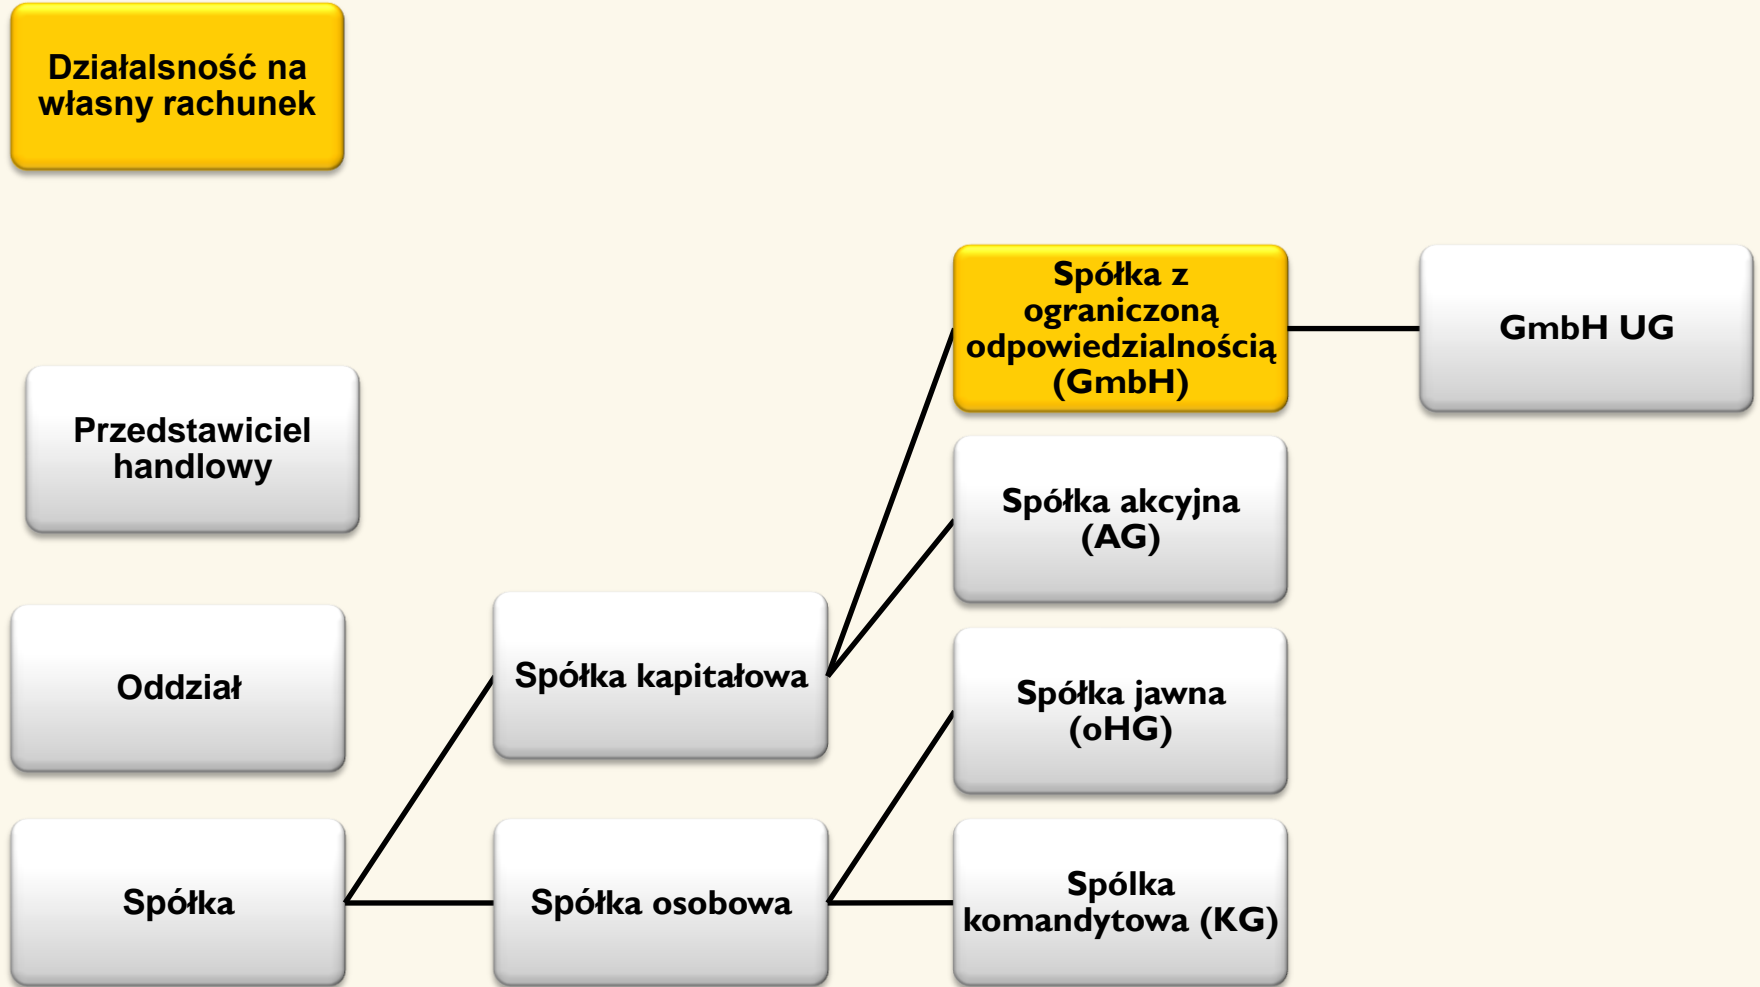 Działalsność na
własny rachunek
Spółka z
ograniczoną
odpowiedzialnością
(GmbH)
GmbH UG
Przedstawiciel
handlowy
Spółka akcyjna
(AG)
Oddział
Spółka kapitałowa
Spółka jawna
(oHG)
Spółka
Spółka osobowa
Spólka
komandytowa (KG)